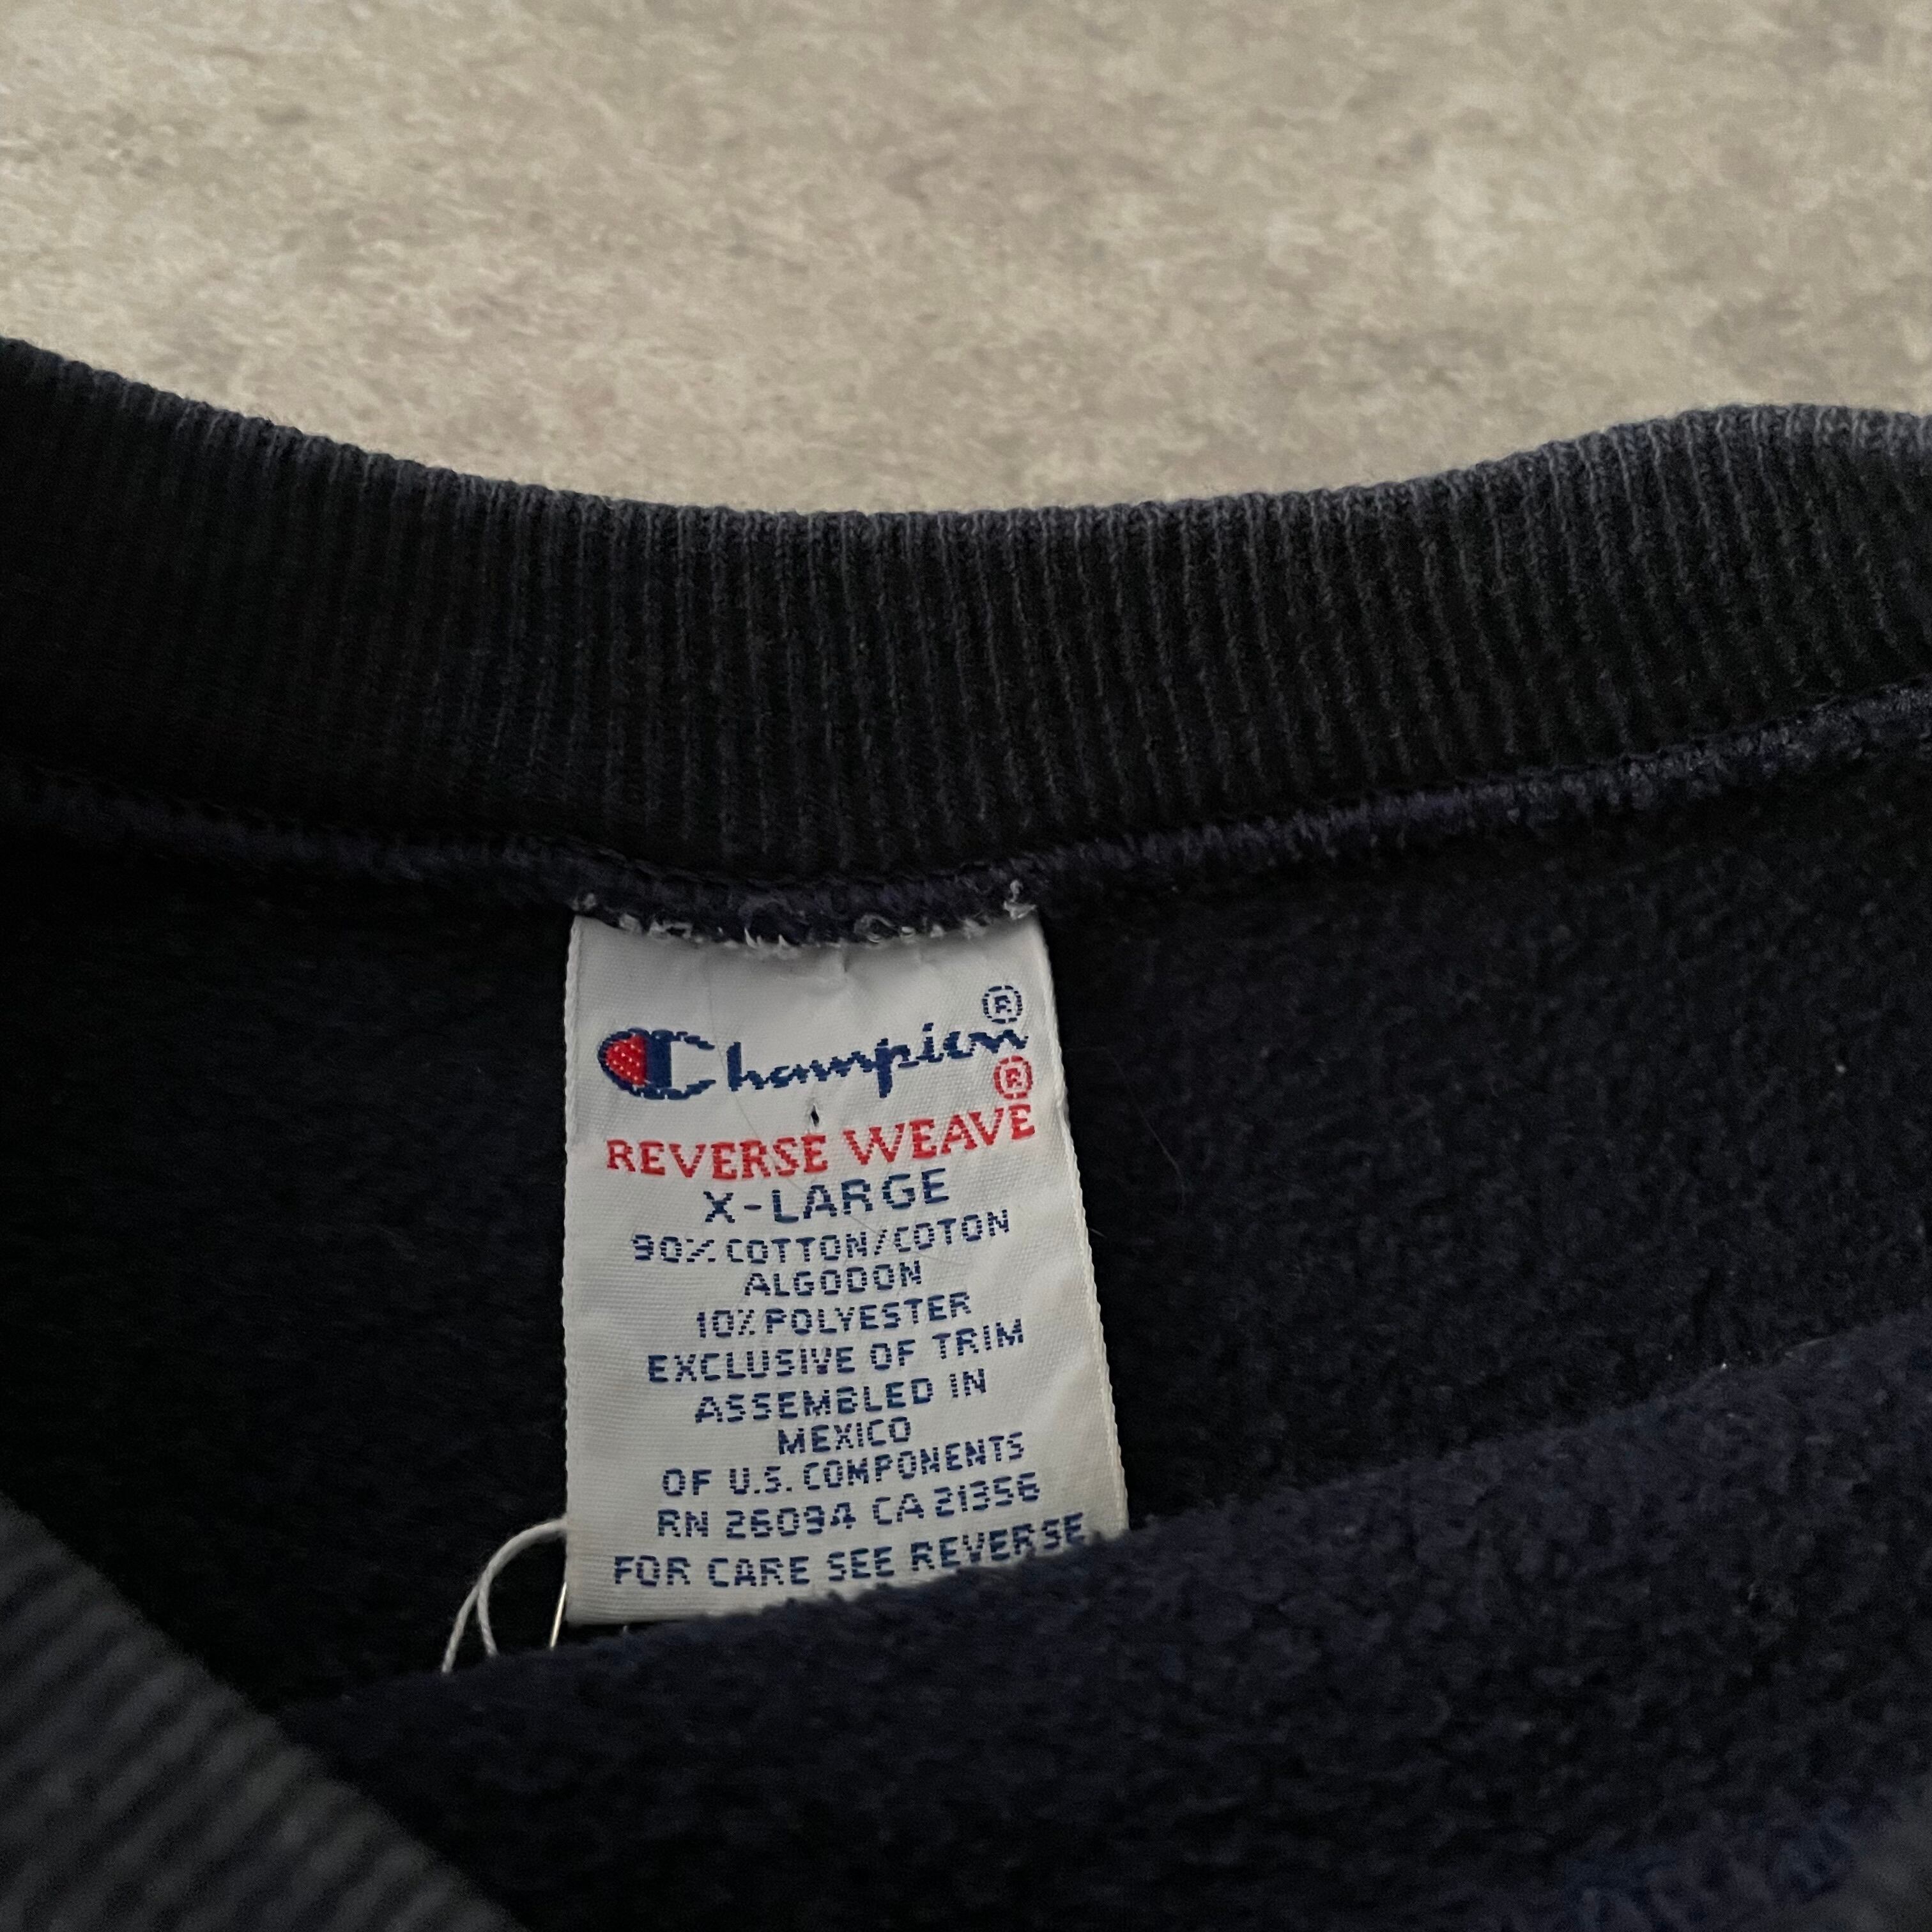 Champion®
REVERSE WEAVE®
X-LARGE
90% COTTON/COTON
ALGODON
10% POLYESTER
EXCLUSIVE OF TRIM
ASSEMBLED IN
MEXICO
OF U.S. COMPONENTS
RN 26094 CA 21356
FOR CARE SEE REVERSE